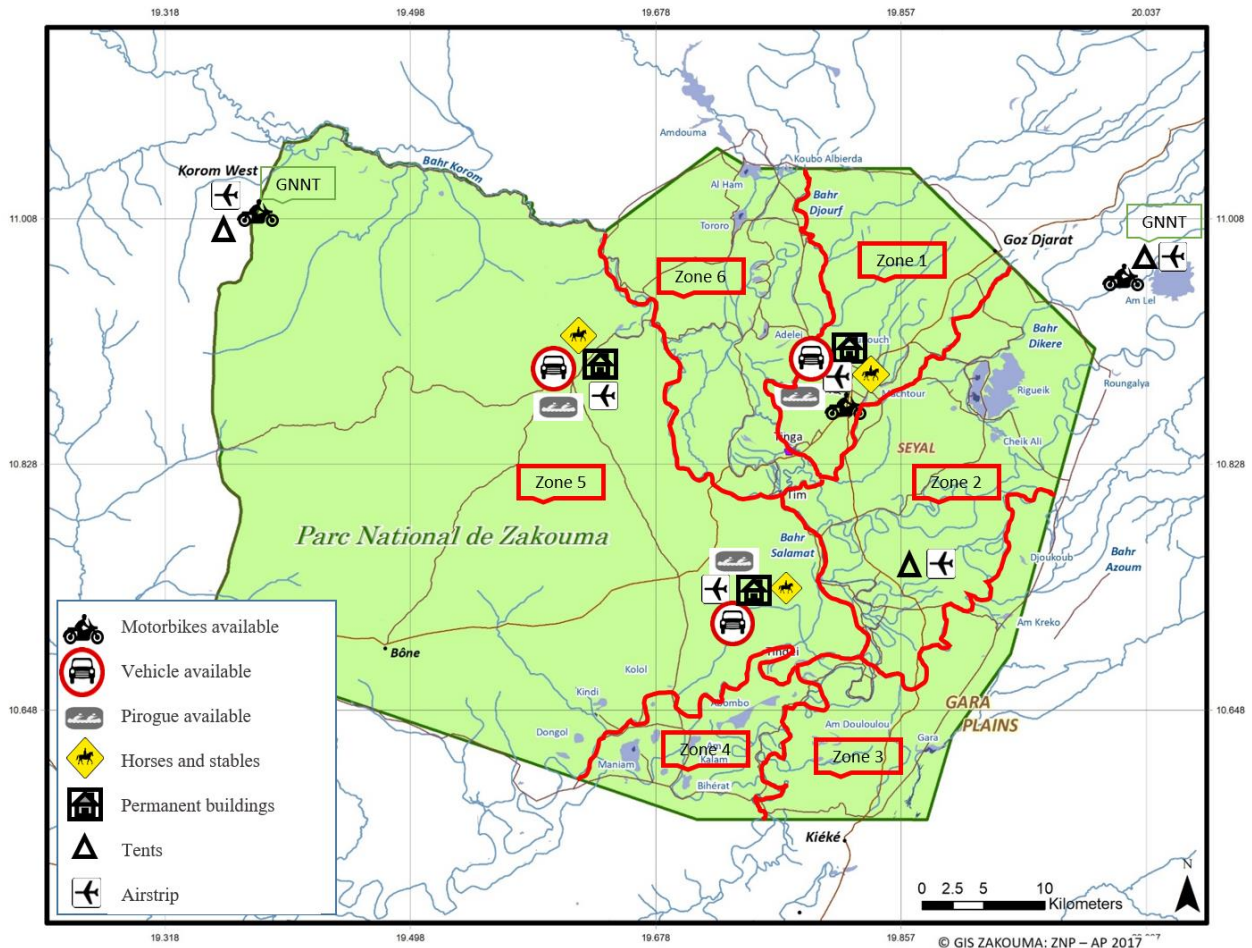 19.318
19.498
19.678
19.857
20.037
Amdouma
Koubo Albierda
Korom West
GNNT
Bahr Korom
Al Ham
Bahr
Djourf
11.008
11.008
Tororo
GNNT
Goz Djarat
Zone 1
Zone 6
Am Lel
Adelei
Bahr
Dikere
Roungalya
Rigueik
Machtour
Tinga
Cheik Ali
SEYAL
10.828
10.828
Zone 5
Zone 2
Tim
Parc National de Zakouma
Bahr
Salamat
Djoukoub
Bahr
Azoum
Am Kreko
Bône
Kolol
Kindi
GARA
PLAINS
10.648
10.648
Dongol
Am Douloulou
Gara
Zone 4
Am
Kalam
Zone 3
Maniam
Bihérat
Kiéké
Motorbikes available
Vehicle available
Pirogue available
Horses and stables
Permanent buildings
Tents
Airstrip
N
0 2.5 5 10
Kilometers
19.318
19.498
19.678
19.857
© GIS ZAKOUMA: ZNP – AP 2017